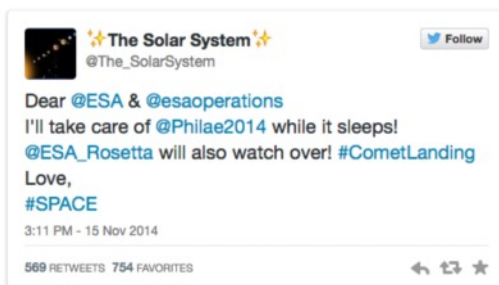 ✨The Solar System✨
Follow
@The_SolarSystem
Dear @ESA & @esaoperations
I'll take care of @Philae2014 while it sleeps!
@ESA_Rosetta will also watch over! #CometLanding
Love,
#SPACE
3:11 PM - 15 Nov 2014
569 RETWEETS 754 FAVORITES